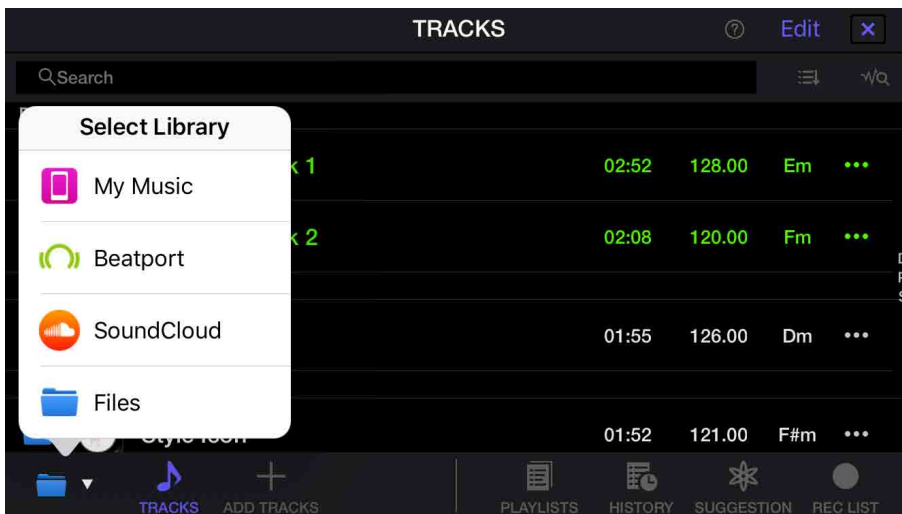 TRACKS
Edit
Search
Select Library
My Music
Beatport
SoundCloud
Files
k 1 02:52 128.00 Em
k 2 02:08 120.00 Fm
01:55 126.00 Dm
01:52 121.00 F#m
TRACKS ADD TRACKS PLAYLISTS HISTORY SUGGESTION REC LIST